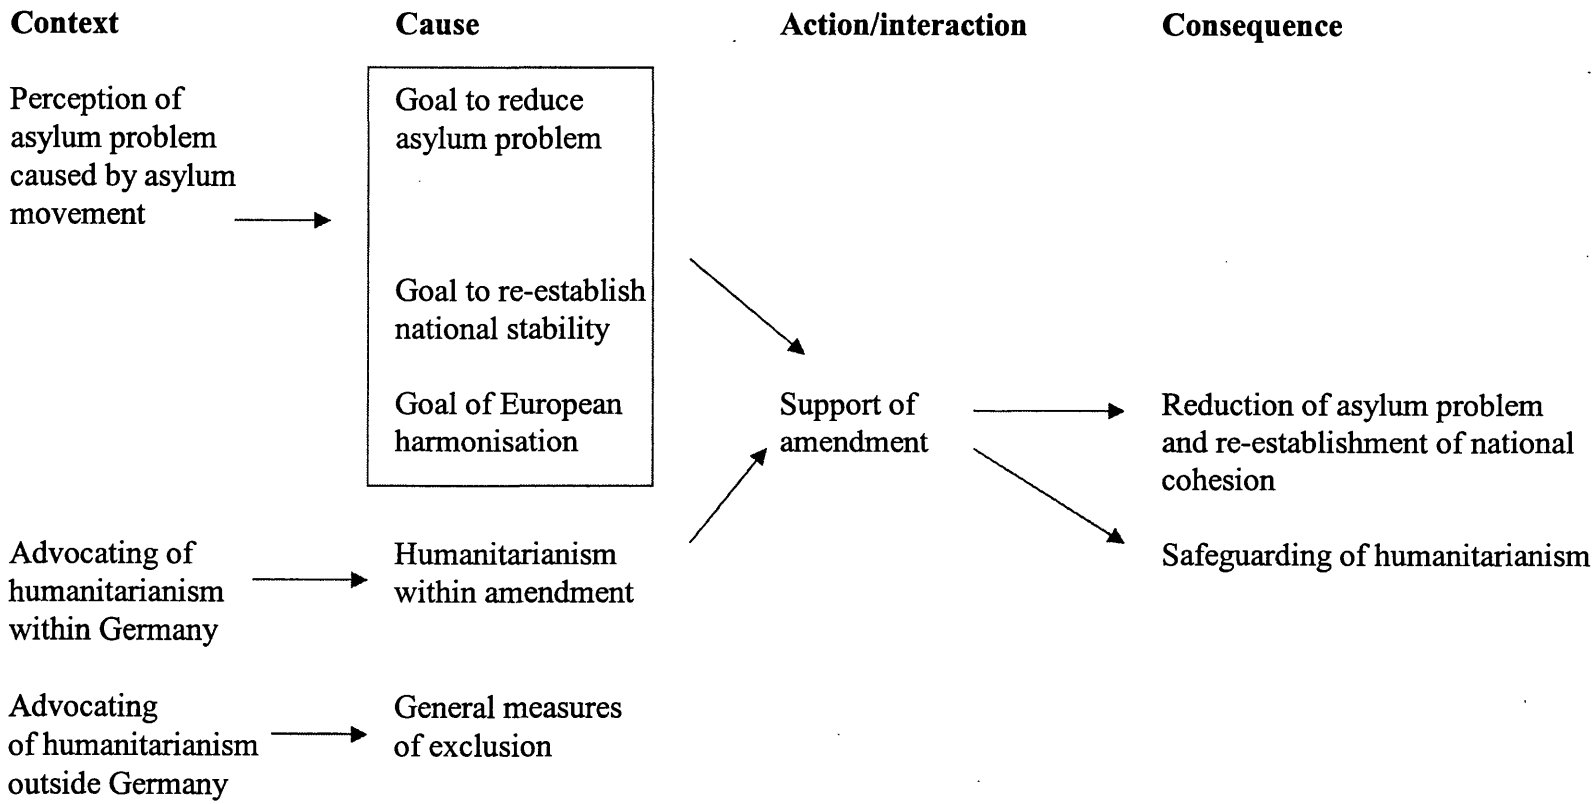 Context
Cause
Action/interaction
Consequence
Perception of
asylum problem
caused by asylum
movement
Goal to reduce
asylum problem
Goal to re-establish
national stability
Goal of European
harmonisation
Support of
amendment
Reduction of asylum problem
and re-establishment of national
cohesion
Safeguarding of humanitarianism
Advocating of
humanitarianism
within Germany
Humanitarianism
within amendment
Advocating
of humanitarianism
outside Germany
General measures
of exclusion